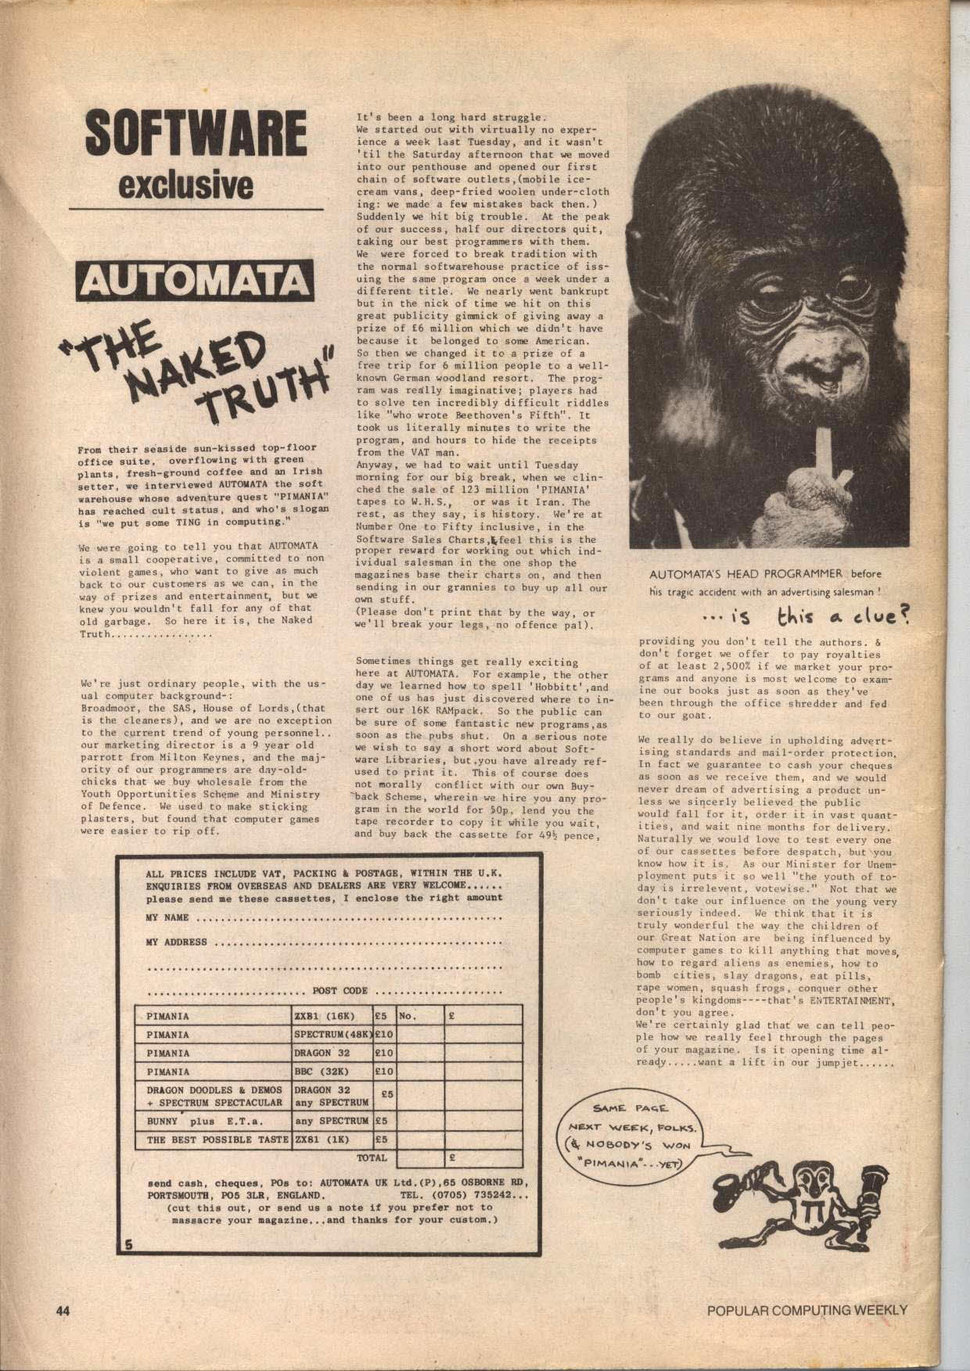 SOFTWARE
exclusive
AUTOMATA
"THE
NAKED
TRUTH"
From their seaside sun-kissed top-floor
office suite, overflowing with green
plants, fresh-ground coffee and an Irish
setter, we interviewed AUTOMATA the soft
warehouse whose adventure quest "PIMANIA"
has reached cult status, and who's slogan
is "we put some TING in computing."
We were going to tell you that AUTOMATA
is a small cooperative, committed to non
violent games, who want to give as much
back to our customers as we can, in the
way of prizes and entertainment, but we
knew you wouldn't fall for any of that
old garbage. So here it is, the Naked
Truth.................
We're just ordinary people, with the us-
ual computer background-:
Broadmoor, the SAS, House of Lords,(that
is the cleaners), and we are no exception
to the current trend of young personnel..
our marketing director is a 9 year old
parrott from Milton Keynes, and the maj-
ority of our programmers are day-old-
chicks that we buy wholesale from the
Youth Opportunities Scheme and Ministry
of Defence. We used to make sticking
plasters, but found that computer games
were easier to rip off.
It's been a long hard struggle.
We started out with virtually no exper-
ience a week last Tuesday, and it wasn't
'til the Saturday afternoon that we moved
into our penthouse and opened our first
chain of software outlets,(mobile ice-
cream vans, deep-fried woolen under-cloth
ing: we made a few mistakes back then.)
Suddenly we hit big trouble. At the peak
of our success, half our directors quit,
taking our best programmers with them.
We were forced to break tradition with
the normal softwarehouse practice of iss-
uing the same program once a week under a
different title. We nearly went bankrupt
but in the nick of time we hit on this
great publicity gimmick of giving away a
prize of £6 million which we didn't have
because it belonged to some American.
So then we changed it to a prize of a
free trip for 6 million people to a well-
known German woodland resort. The prog-
ram was really imaginative; players had
to solve ten incredibly difficult riddles
like "who wrote Beethoven's Fifth". It
took us literally minutes to write the
program, and hours to hide the receipts
from the VAT man.
Anyway, we had to wait until Tuesday
morning for our big break, when we clin-
ched the sale of 123 million 'PIMANIA'
tapes to W.H.S., or was it Iran. The
rest, as they say, is history. We're at
Number One to Fifty inclusive, in the
Software Sales Charts, feel this is the
proper reward for working out which ind-
ividual salesman in the one shop the
magazines base their charts on, and then
sending in our grannies to buy up all our
own stuff.
(Please don't print that by the way, or
we'll break your legs, no offence pal).
Sometimes things get really exciting
here at AUTOMATA. For example, the other
day we learned how to spell 'Hobbitt',and
one of us has just discovered where to in-
sert our 16K RAMpack. So the public can
be sure of some fantastic new programs,as
soon as the pubs shut. On a serious note
we wish to say a short word about Soft-
ware Libraries, but.you have already ref-
used to print it. This of course does
not morally conflict with our own Buy-
back Scheme, wherein we hire you any pro-
gram in the world for 50p, lend you the
tape recorder to copy it while you wait,
and buy back the cassette for 49½ pence,
AUTOMATA'S HEAD PROGRAMMER before
his tragic accident with an advertising salesman !
... is this a clue?
providing you don't tell the authors. &
don't forget we offer to pay royalties
of at least 2,500% if we market your pro-
grams and anyone is most welcome to exam-
ine our books just as soon as they've
been through the office shredder and fed
to our goat.
We really do believe in upholding advert-
ising standards and mail-order protection,
In fact we guarantee to cash your cheques
as soon as we receive them, and we would
never dream of advertising a product un-
less we sincerly believed the public
would fall for it, order it in vast quant-
ities, and wait nine months for delivery.
Naturally we would love to test every one
of our cassettes before despatch, but you
know how it is. As our Minister for Unem-
ployment puts it so well "the youth of to-
day is irrelevent, votewise." Not that we
don't take our influence on the young very
seriously indeed. We think that it is
truly wonderful the way the children of
our Great Nation are being influenced by
computer games to kill anything that moves,
how to regard aliens as enemies, how to
bomb cities, slay dragons, eat pills,
rape women, squash frogs, conquer other
people's kingdoms----that's ENTERTAINMENT,
don't you agree.
We're certainly glad that we can tell peo-
ple how we really feel through the pages
of your magazine. Is it opening time al-
ready.....want a lift in our jumpjet......
ALL PRICES INCLUDE VAT, PACKING & POSTAGE, WITHIN THE U.K.
ENQUIRIES FROM OVERSEAS AND DEALERS ARE VERY WELCOME......
please send me these cassettes, I enclose the right amount
MY NAME ..................................................
MY ADDRESS ...............................................
..........................................................
.......................... POST CODE .....................
PIMANIA ZX81 (16K) £5 No. £
PIMANIA SPECTRUM(48K) £10
PIMANIA DRAGON 32 £10
PIMANIA BBC (32K) £10
DRAGON DOODLES & DEMOS DRAGON 32 £5
+ SPECTRUM SPECTACULAR any SPECTRUM
BUNNY plus E.T.a. any SPECTRUM £5
THE BEST POSSIBLE TASTE ZX81 (1K) £5
TOTAL £
send cash, cheques, POs to: AUTOMATA UK Ltd.(P),65 OSBORNE RD,
PORTSMOUTH, PO5 3LR, ENGLAND. TEL. (0705) 735242...
(cut this out, or send us a note if you prefer not to
massacre your magazine...and thanks for your custom.)
5
SAME PAGE
NEXT WEEK, FOLKS.
(& NOBODY'S WON
"PIMANIA"...YET)
π
44
POPULAR COMPUTING WEEKLY